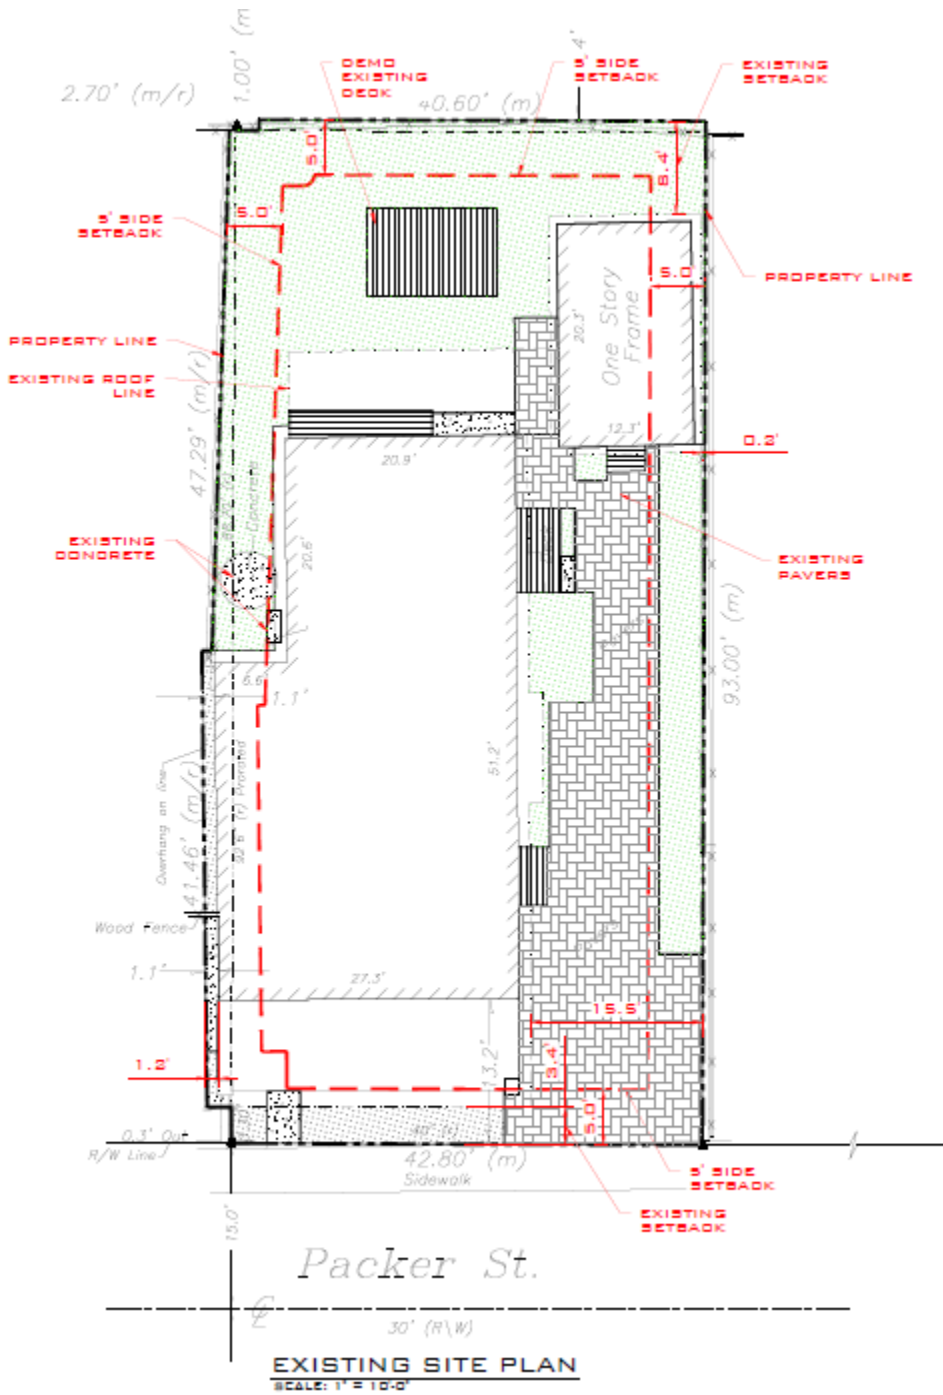 2.70' (m/r)
1.00' (m
DEMO
EXISTING
DECK
40.60' (m)
4'
5' SIDE
SETBACK
EXISTING
SETBACK
5.0'
8.4'
5.0'
5' SIDE
SETBACK
5.0'
PROPERTY LINE
One Story
Frame
20.3'
12.3'
PROPERTY LINE
EXISTING ROOF
LINE
47.29' (m/r)
0.2'
20.9'
Concrete
20.6'
EXISTING
CONCRETE
EXISTING
PAVERS
93.00' (m)
6.6'
1.1'
51.2'
Overhang on line
41.46' (m/r)
(r) Prorated
Wood Fence
1.1'
27.3'
15.5'
13.2'
3.4'
1.2'
5.0'
0.3' Out
R/W Line
40' (r)
42.80' (m)
Sidewalk
5' SIDE
SETBACK
EXISTING
SETBACK
15.0'
Packer St.
30' (R\W)
EXISTING SITE PLAN
SCALE: 1" = 10'-0"